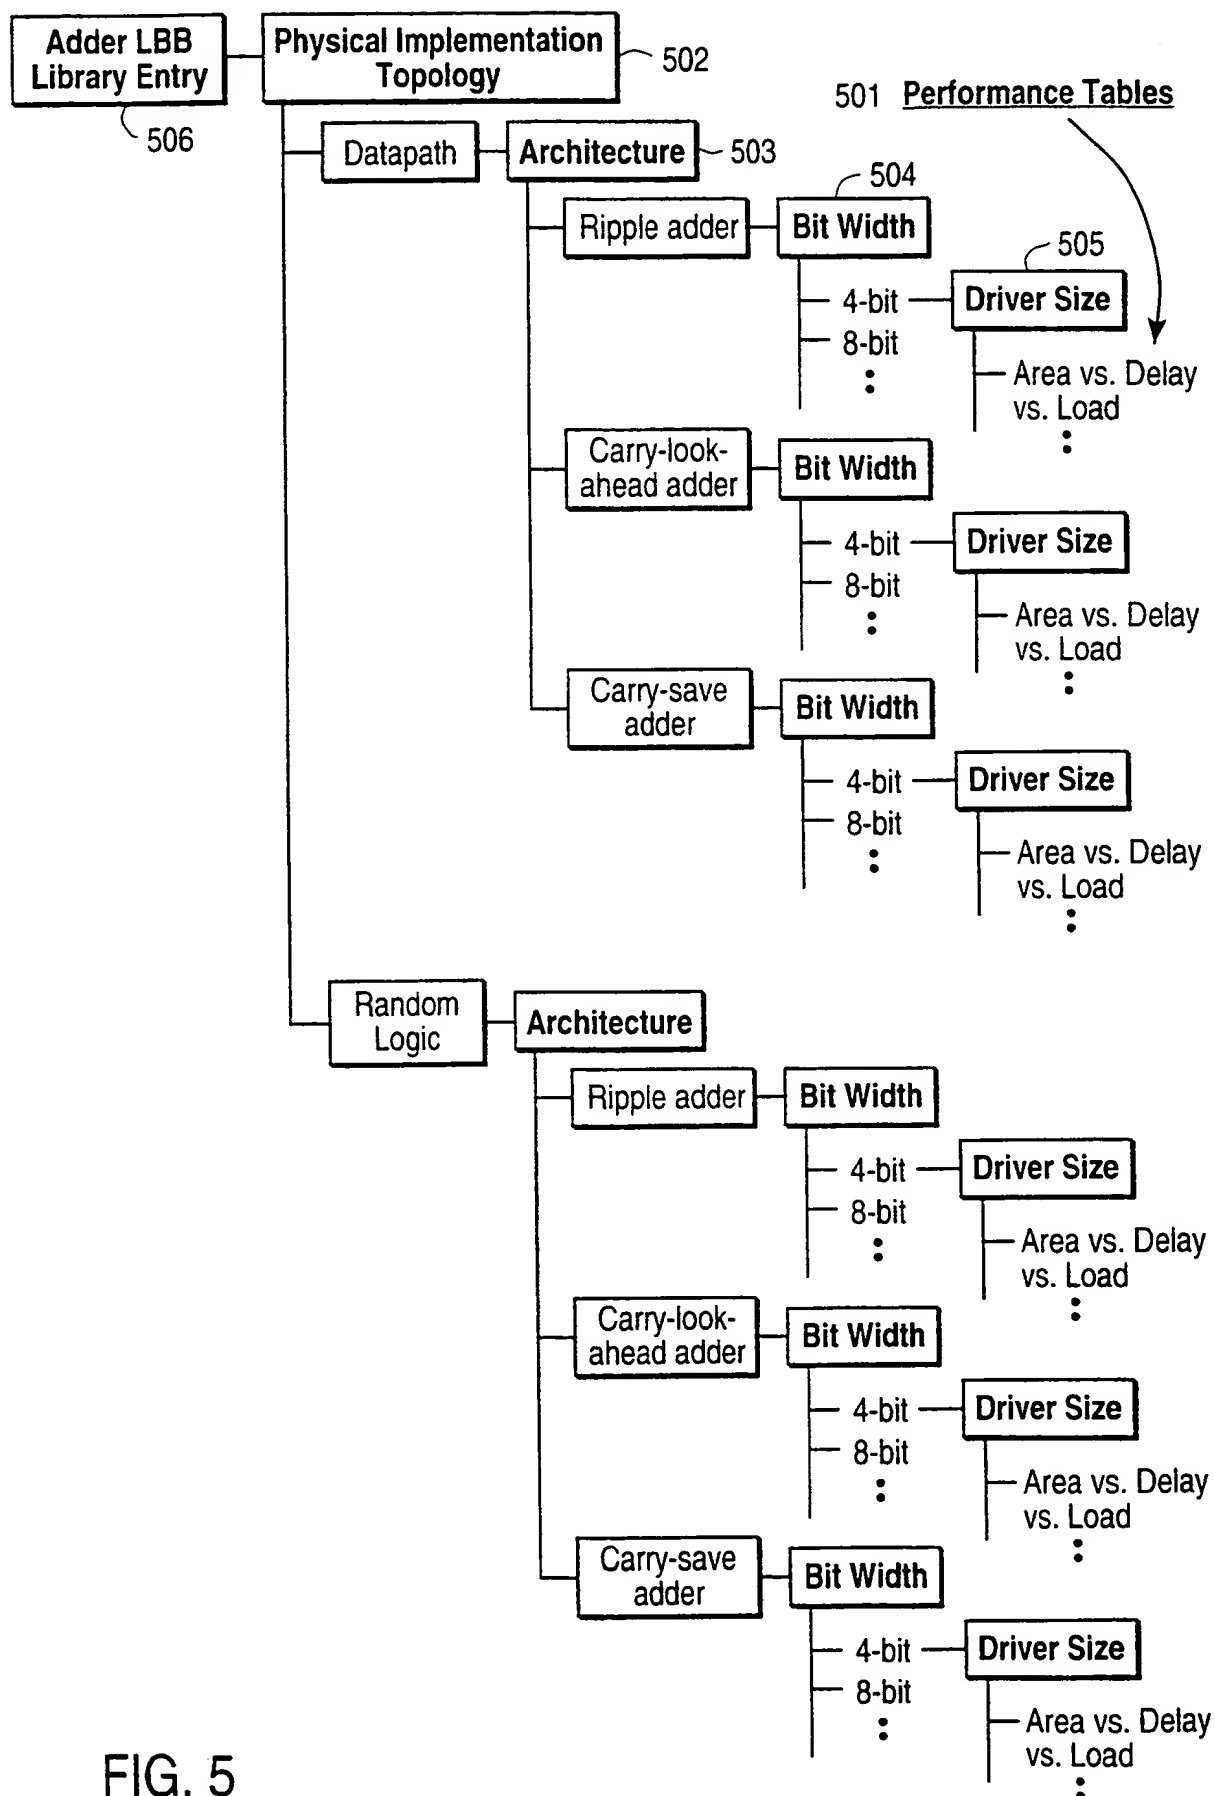 Adder LBB
Library Entry
506
Physical Implementation
Topology
502
501 Performance Tables
Datapath
Architecture
503
504
Ripple adder
Bit Width
505
4-bit
Driver Size
8-bit
Area vs. Delay
vs. Load
Carry-look-
ahead adder
Bit Width
4-bit
Driver Size
8-bit
Area vs. Delay
vs. Load
Carry-save
adder
Bit Width
4-bit
Driver Size
8-bit
Area vs. Delay
vs. Load
Random
Logic
Architecture
Ripple adder
Bit Width
4-bit
Driver Size
8-bit
Area vs. Delay
vs. Load
Carry-look-
ahead adder
Bit Width
4-bit
Driver Size
8-bit
Area vs. Delay
vs. Load
Carry-save
adder
Bit Width
4-bit
Driver Size
8-bit
Area vs. Delay
vs. Load
FIG. 5